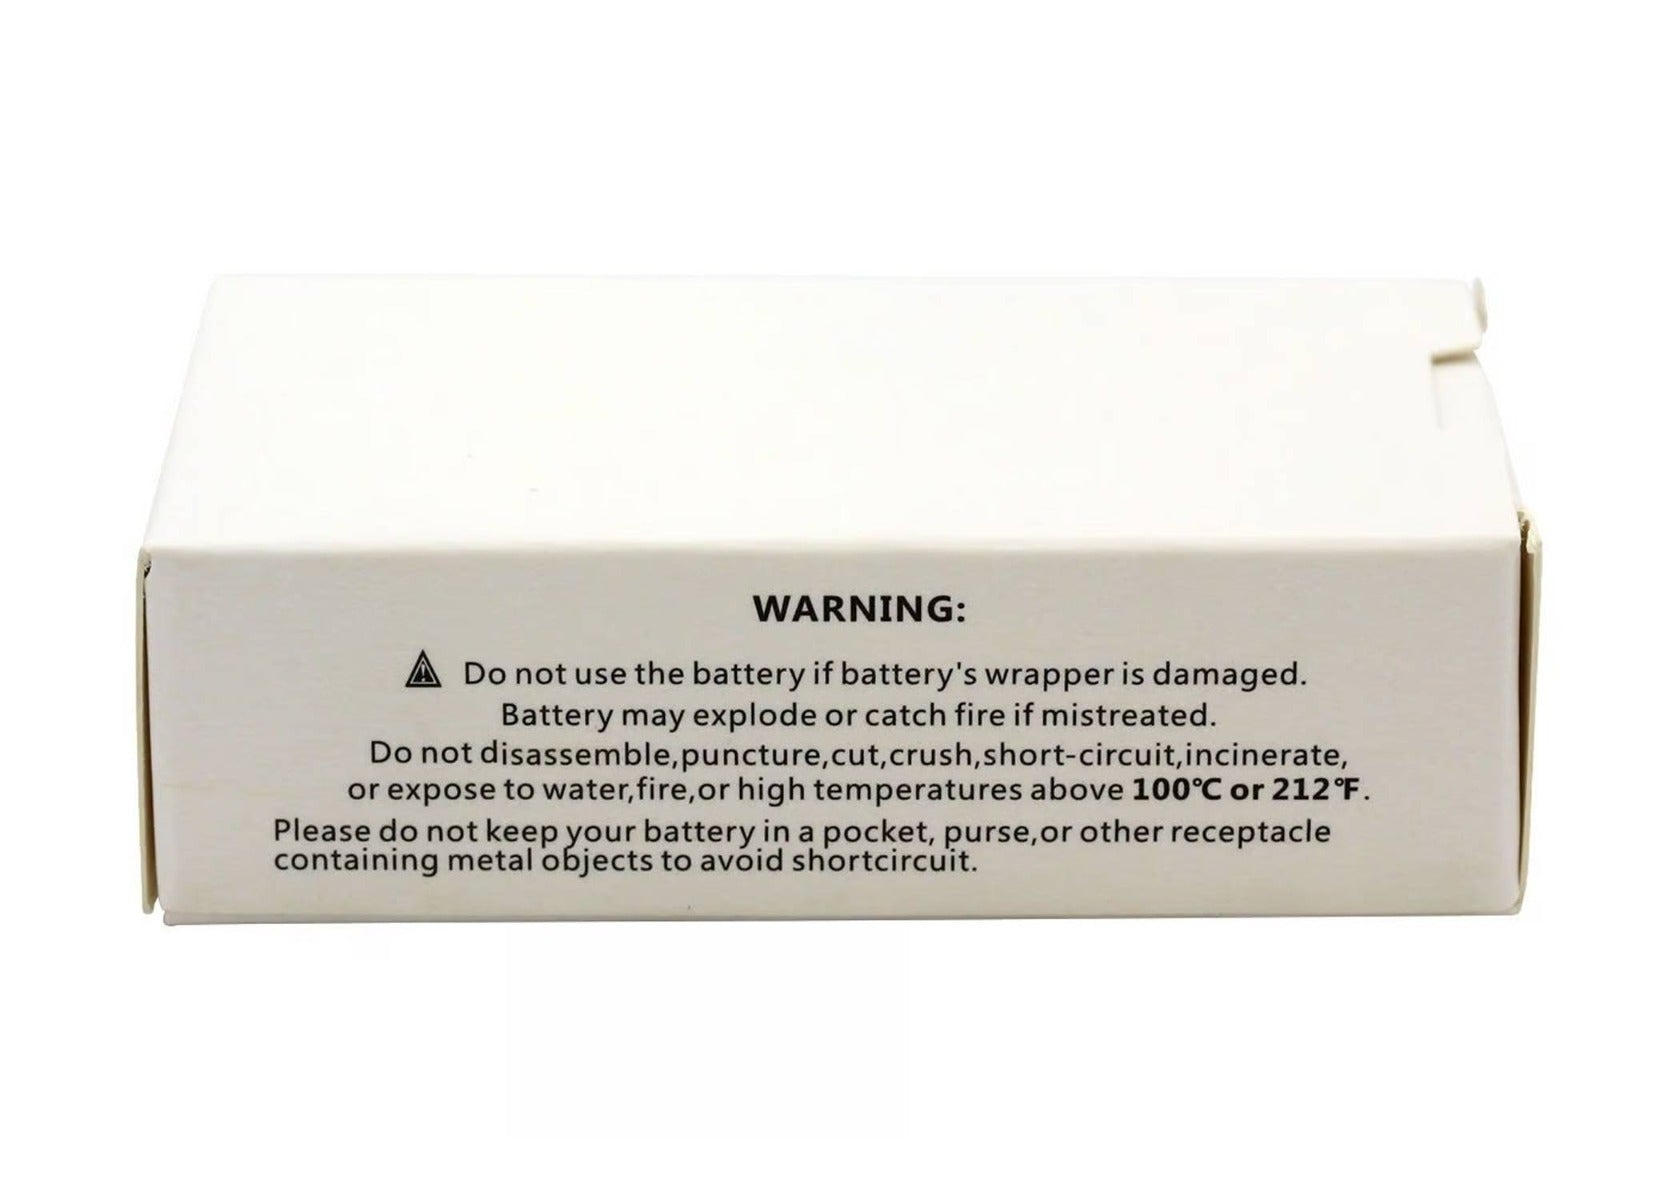 WARNING:
Do not use the battery if battery's wrapper is damaged.
Battery may explode or catch fire if mistreated.
Do not disassemble,puncture,cut,crush,short-circuit,incinerate,
or expose to water,fire,or high temperatures above 100℃ or 212℉.
Please do not keep your battery in a pocket, purse,or other receptacle
containing metal objects to avoid shortcircuit.